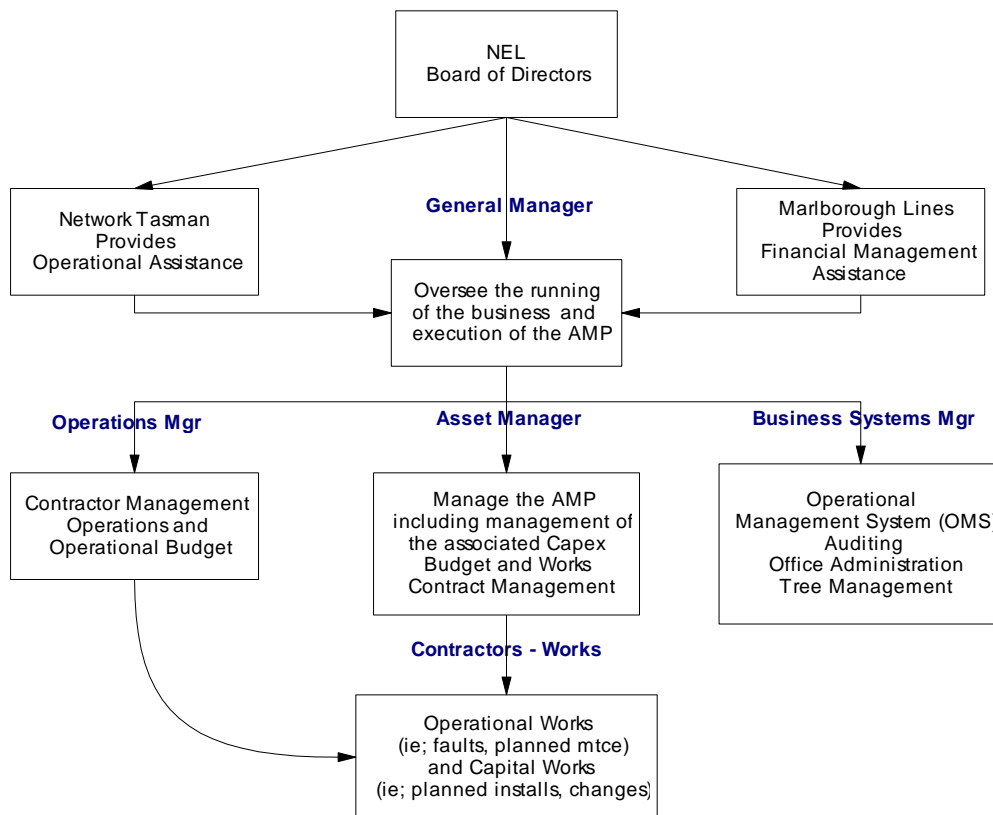 NEL
Board of Directors
Network Tasman
Provides
Operational Assistance
General Manager
Marlborough Lines
Provides
Financial Management
Assistance
Oversee the running
of the business and
execution of the AMP
Operations Mgr
Asset Manager
Business Systems Mgr
Contractor Management
Operations and
Operational Budget
Manage the AMP
including management of
the associated Capex
Budget and Works
Contract Management
Operational
Management System (OMS)
Auditing
Office Administration
Tree Management
Contractors - Works
Operational Works
(ie; faults, planned mtce)
and Capital Works
(ie; planned installs, changes)